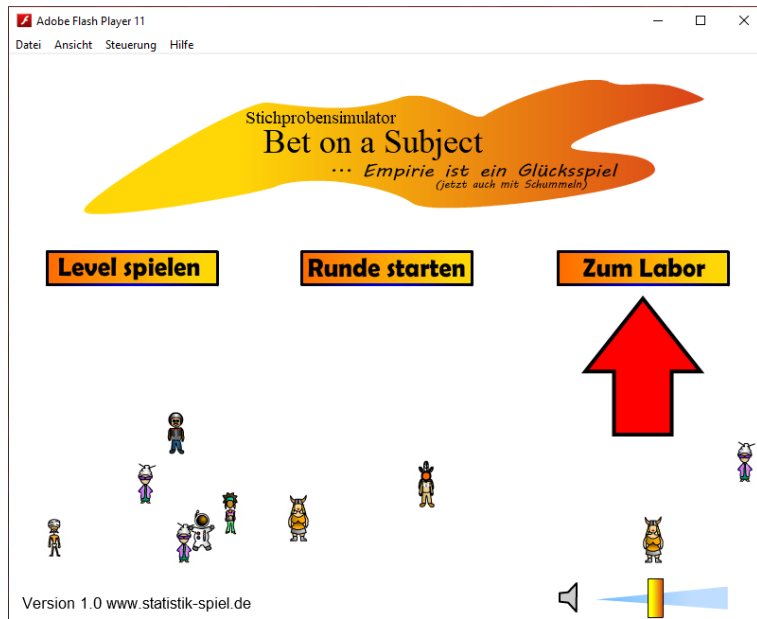 Adobe Flash Player 11
Datei Ansicht Steuerung Hilfe
Stichprobensimulator
Bet on a Subject
... Empirie ist ein Glücksspiel
(jetzt auch mit Schummeln)
Level spielen
Runde starten
Zum Labor
Version 1.0 www.statistik-spiel.de